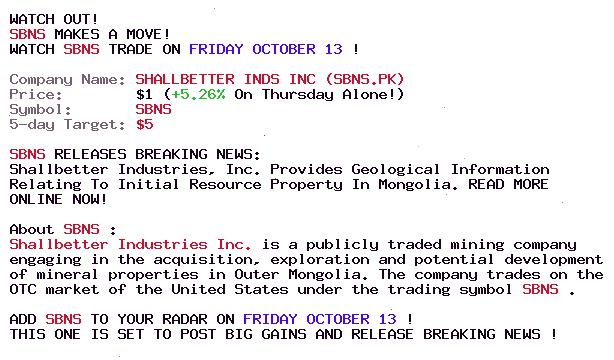 WATCH OUT!
SBNS MAKES A MOVE!
WATCH SBNS TRADE ON FRIDAY OCTOBER 13 !
Company Name: SHALLBETTER INDS INC (SBNS.PK)
Price: $1 (+5.26% On Thursday Alone!)
Symbol: SBNS
5-day Target: $5
SBNS RELEASES BREAKING NEWS:
Shallbetter Industries, Inc. Provides Geological Information
Relating To Initial Resource Property In Mongolia. READ MORE
ONLINE NOW!
About SBNS :
Shallbetter Industries Inc. is a publicly traded mining company
engaging in the acquisition, exploration and potential development
of mineral properties in Outer Mongolia. The company trades on the
OTC market of the United States under the trading symbol SBNS .
ADD SBNS TO YOUR RADAR ON FRIDAY OCTOBER 13 !
THIS ONE IS SET TO POST BIG GAINS AND RELEASE BREAKING NEWS !